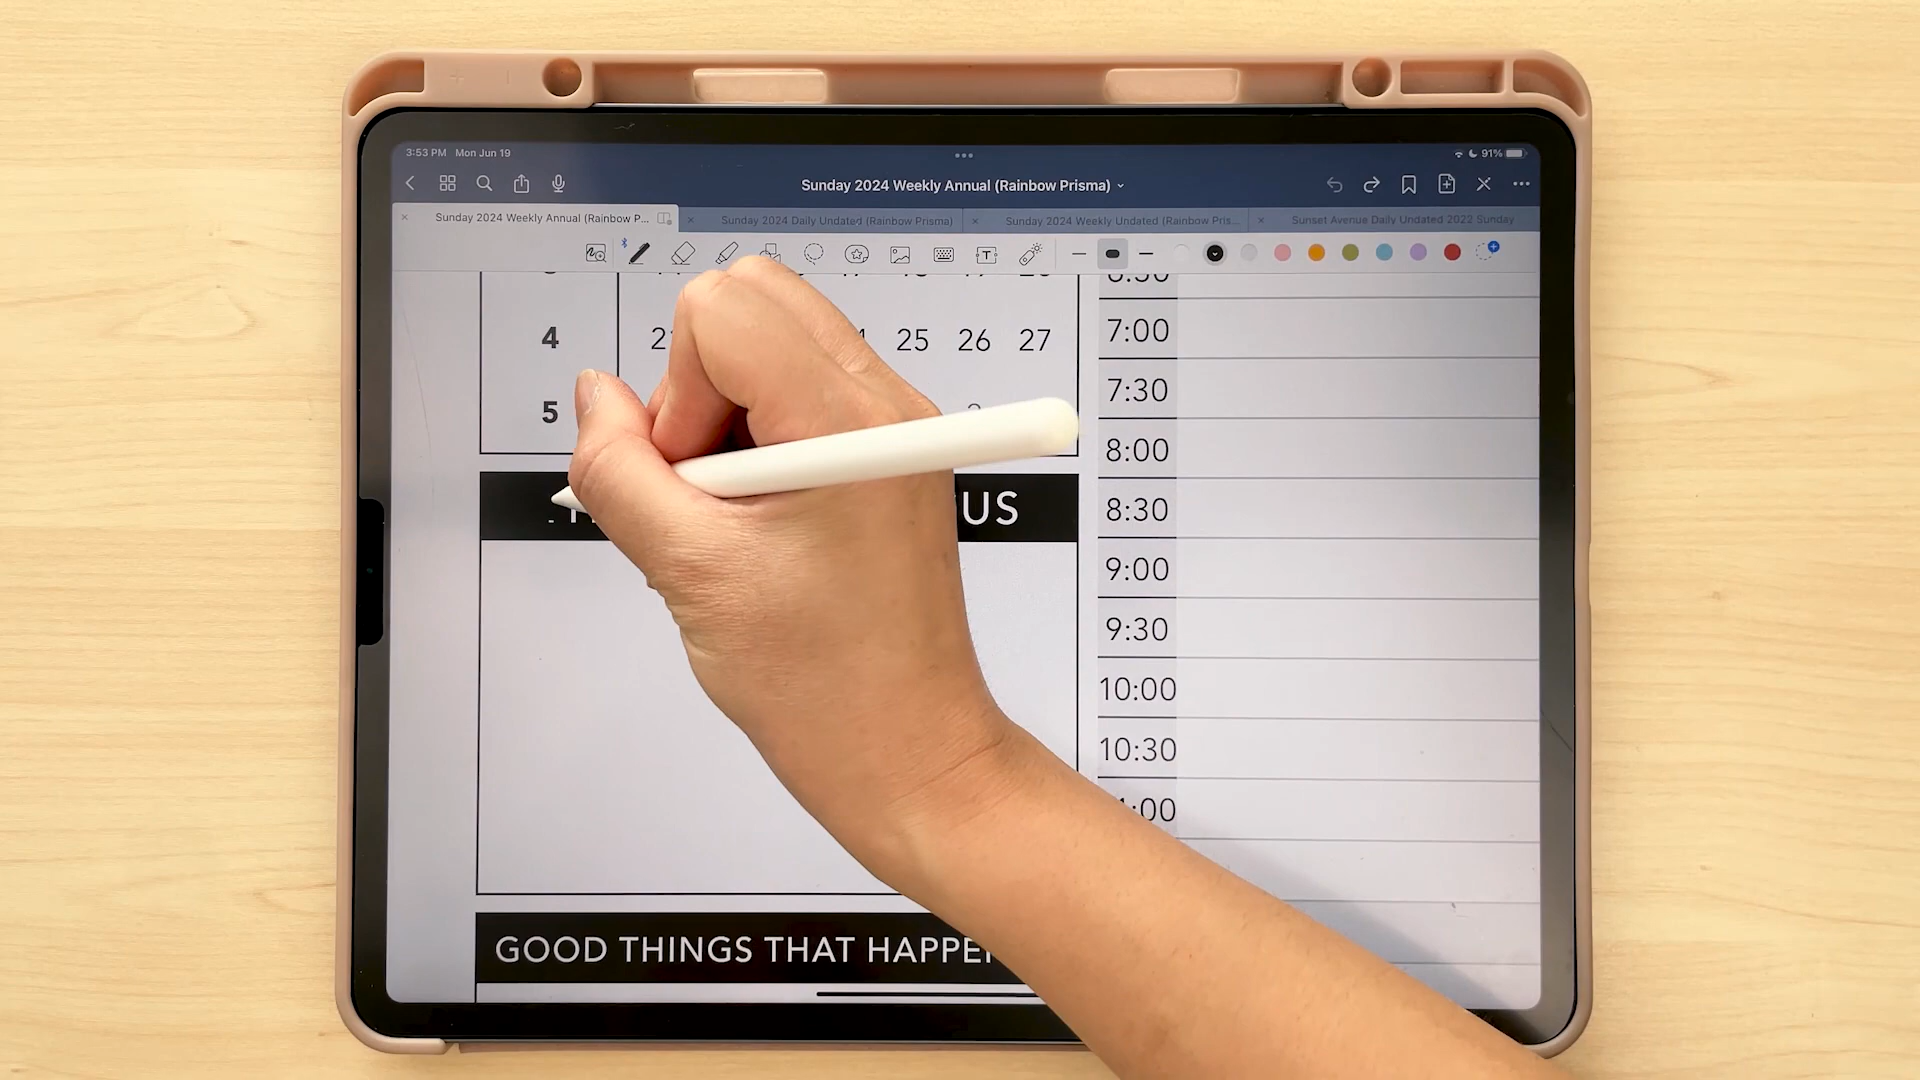 3:53 PM Mon Jun 19
91%
Sunday 2024 Weekly Annual (Rainbow Prisma)
Sunday 2024 Weekly Annual (Rainbow P...
Sunday 2024 Daily Undated (Rainbow Prisma)
Sunday 2024 Weekly Undated (Rainbow Pris...
Sunset Avenue Daily Undated 2022 Sunday
4 25 26 27
5
US
GOOD THINGS THAT
6:30
7:00
7:30
8:00
8:30
9:00
9:30
10:00
10:30
:00